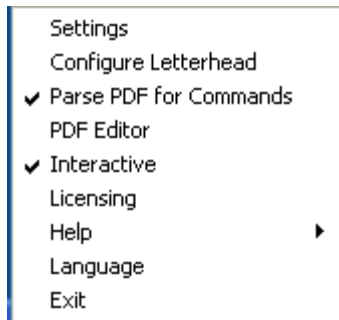 Settings
Configure Letterhead
Parse PDF for Commands
PDF Editor
Interactive
Licensing
Help
Language
Exit